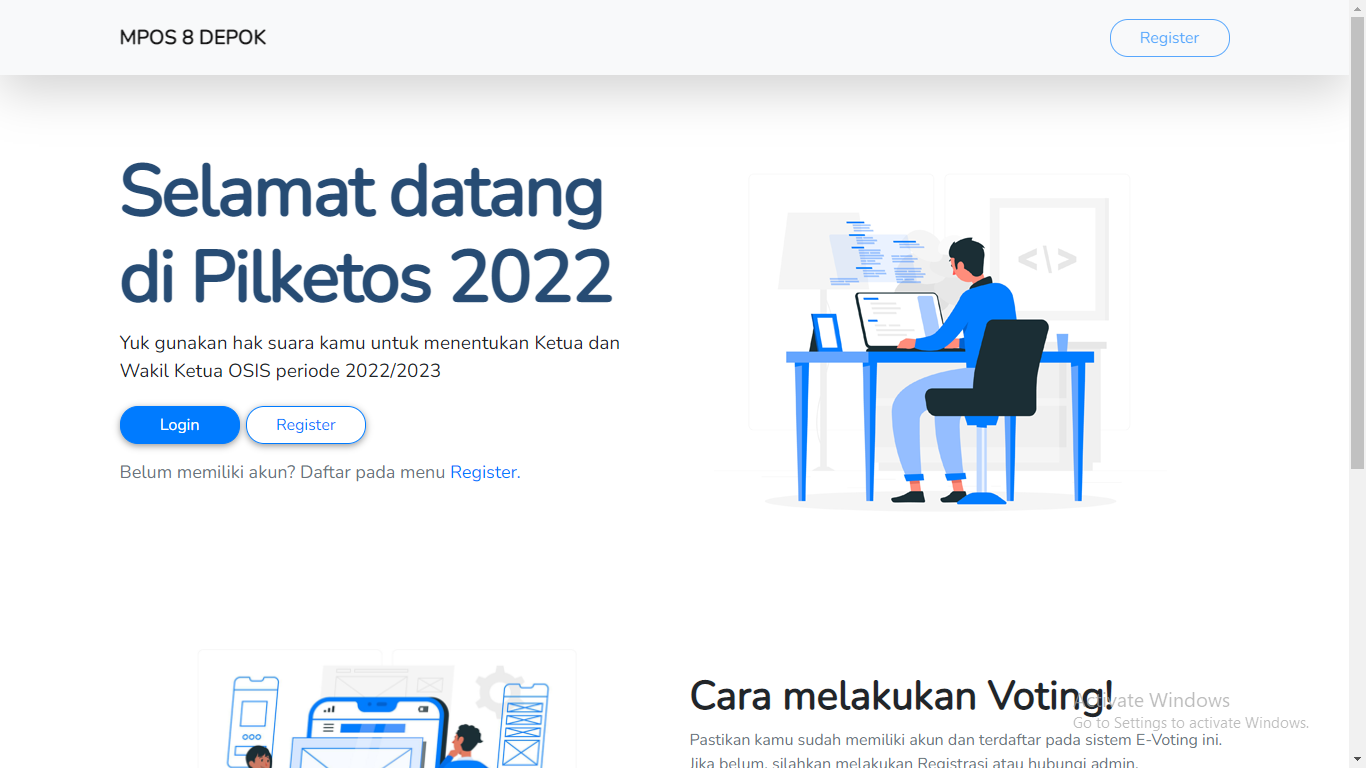 MPOS 8 DEPOK
Register
Selamat datang
di Pilketos 2022
Yuk gunakan hak suara kamu untuk menentukan Ketua dan
Wakil Ketua OSIS periode 2022/2023
Login
Register
Belum memiliki akun? Daftar pada menu Register.
</>
Cara melakukan Voting!
Activate Windows
Go to Settings to activate Windows.
Pastikan kamu sudah memiliki akun dan terdaftar pada sistem E-Voting ini.
Jika belum, silahkan melakukan Registrasi atau hubungi admin.